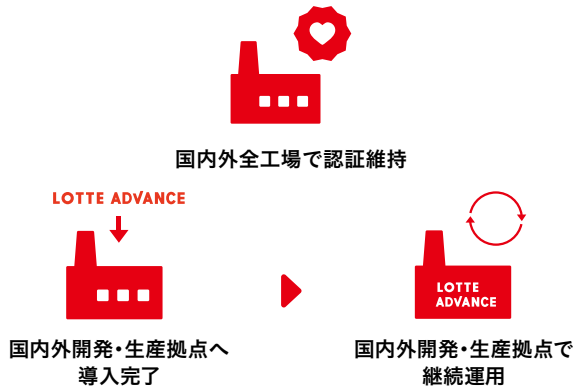 国内外全工場で認証維持
LOTTE ADVANCE
国内外開発・生産拠点へ
導入完了
LOTTE
ADVANCE
国内外開発・生産拠点で
継続運用